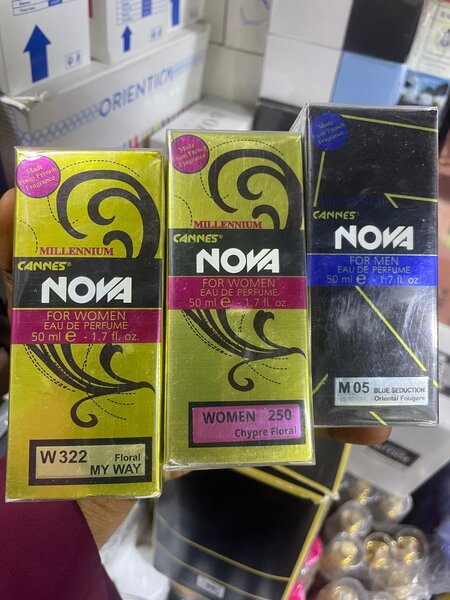 ORIENTICA
Made
from French
Fragrance
MILLENNIUM
CANNES®
NOVA
FOR WOMEN
EAU DE PERFUME
50 ml e - 1.7 fl. oz.
W 322 Floral
MY WAY
Made
from French
Fragrance
MILLENNIUM
CANNES®
NOVA
FOR WOMEN
EAU DE PERFUME
50 ml e - 1.7 fl. oz.
WOMEN 250
Chypre Floral
Made
from French
Fragrance
MILLENNIUM
CANNES®
NOVA
FOR MEN
EAU DE PERFUME
50 ml e - 1.7 fl. oz.
M 05 BLUE SEDUCTION
Oriental Fougere